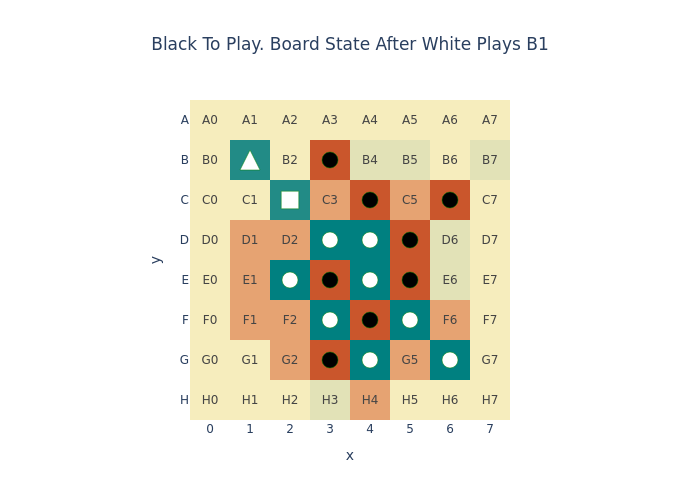 Black To Play. Board State After White Plays B1
A A0 A1 A2 A3 A4 A5 A6 A7
B B0 B2 B4 B5 B6 B7
C C0 C1 C3 C5 C7
D D0 D1 D2 D6 D7
y
E E0 E1 E6 E7
F F0 F1 F2 F6 F7
G G0 G1 G2 G5 G7
H H0 H1 H2 H3 H4 H5 H6 H7
0 1 2 3 4 5 6 7
x